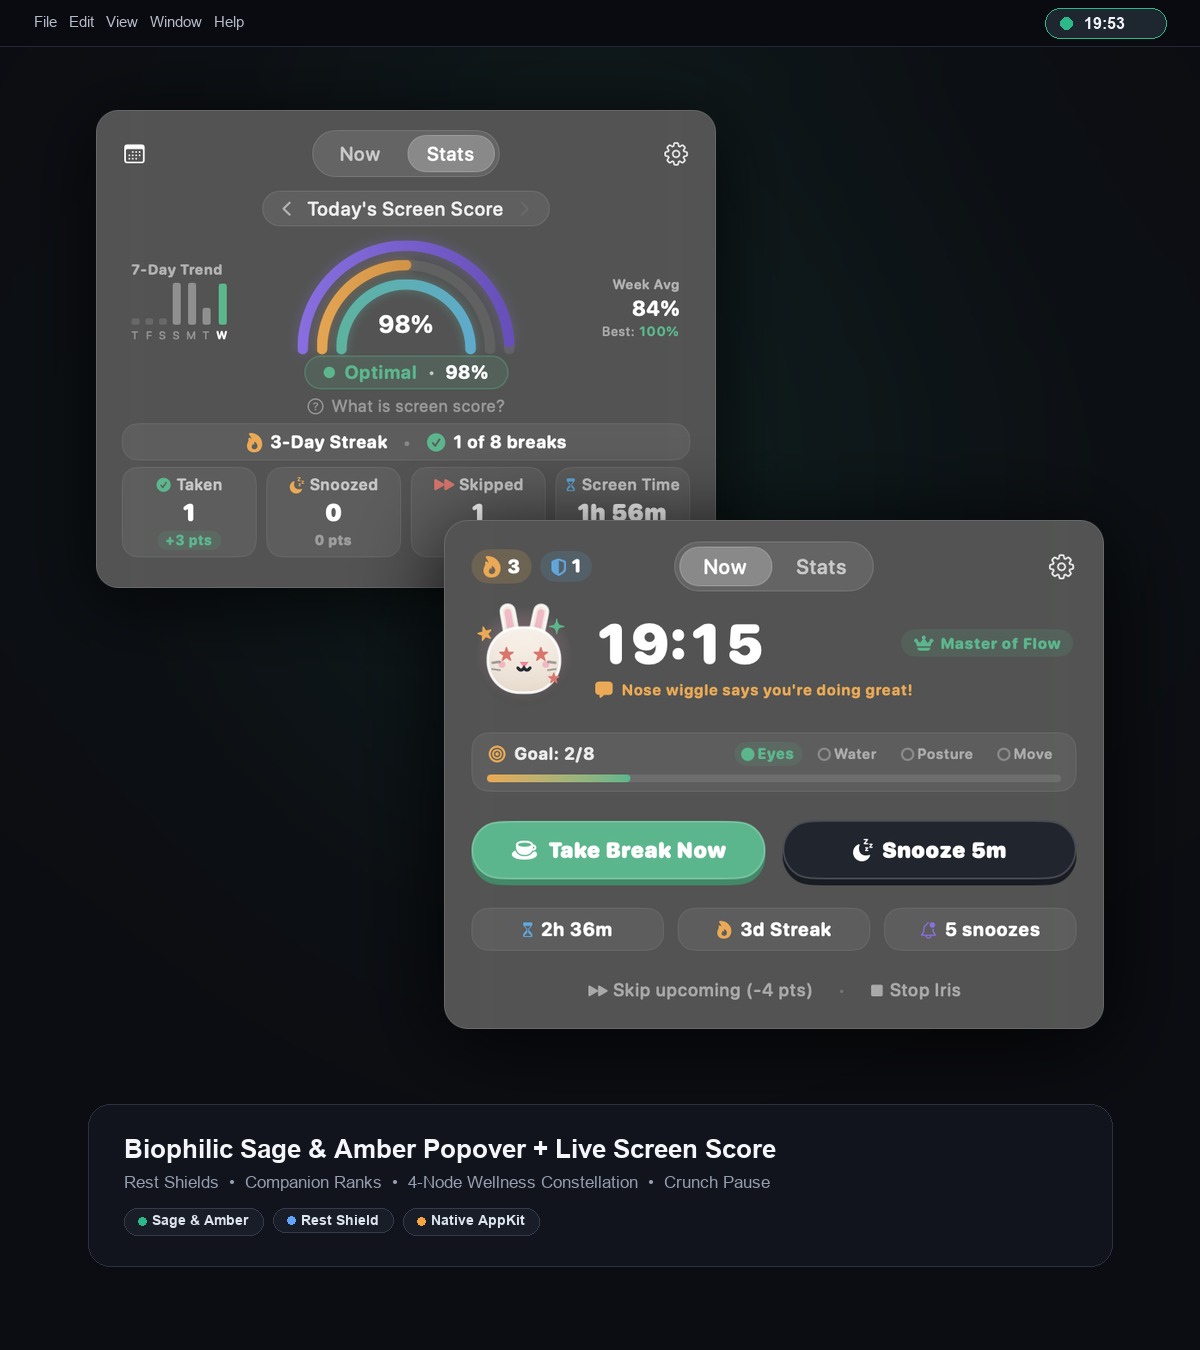 File Edit View Window Help
19:53
Now Stats
Today's Screen Score
7-Day Trend
T F S S M T W
98%
Week Avg
84%
Best: 100%
Optimal · 98%
? What is screen score?
3-Day Streak • 1 of 8 breaks
Taken
1
+3 pts
Snoozed
0
0 pts
Skipped
1
Screen Time
1h 56m
3 1
Now Stats
19:15
Master of Flow
Nose wiggle says you're doing great!
Goal: 2/8
Eyes Water Posture Move
Take Break Now
Snooze 5m
2h 36m
3d Streak
5 snoozes
Skip upcoming (-4 pts) · Stop Iris
Biophilic Sage & Amber Popover + Live Screen Score
Rest Shields • Companion Ranks • 4-Node Wellness Constellation • Crunch Pause
Sage & Amber
Rest Shield
Native AppKit